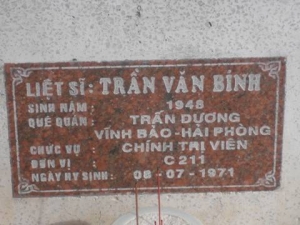 LIỆT SĨ: TRẦN VĂN BÍNH
SINH NĂM: 1948
QUÊ QUÁN: TRẤN DƯƠNG
VĨNH BẢO-HẢI PHÒNG
CHỨC VỤ: CHÍNH TRỊ VIÊN
ĐƠN VỊ: C211
NGÀY HY SINH: 08-07-1971